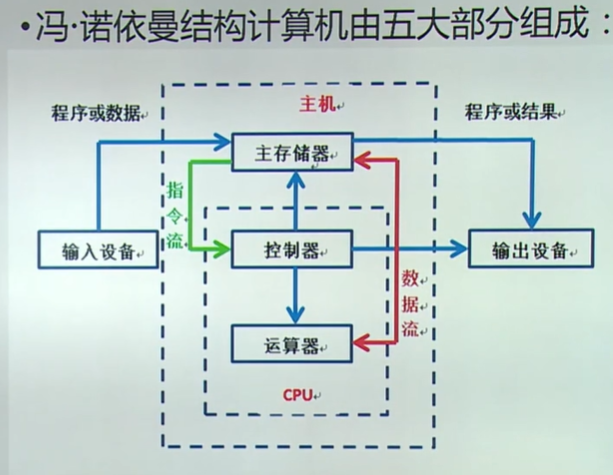 •冯·诺依曼结构计算机由五大部分组成：
程序或数据
主机
程序或结果
主存储器
指令流
输入设备
控制器
输出设备
数据流
运算器
CPU